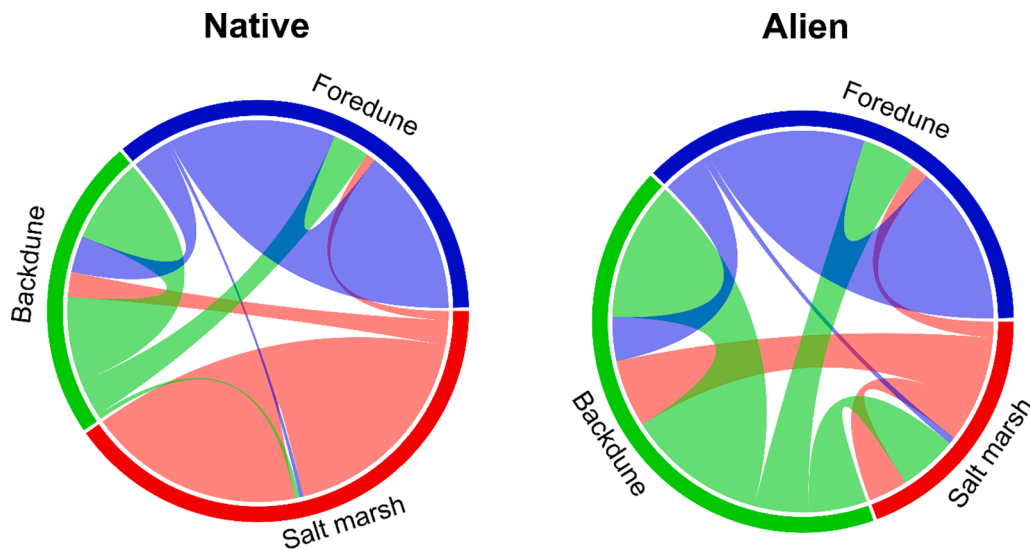 Native
Foredune
Backdune
Salt marsh
Alien
Foredune
Backdune
Salt marsh